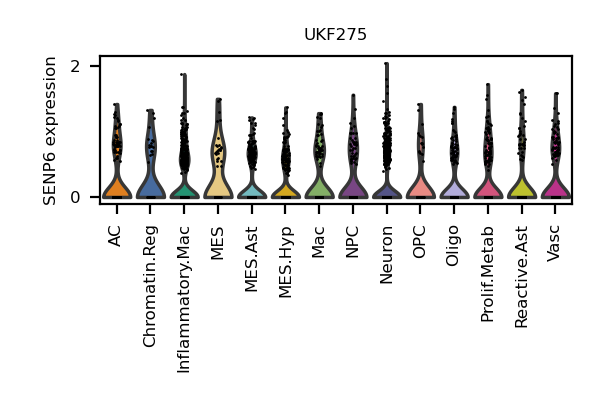 UKF275
SENP6 expression
2
0
AC
Chromatin.Reg
Inflammatory.Mac
MES
MES.Ast
MES.Hyp
Mac
NPC
Neuron
OPC
Oligo
Prolif.Metab
Reactive.Ast
Vasc